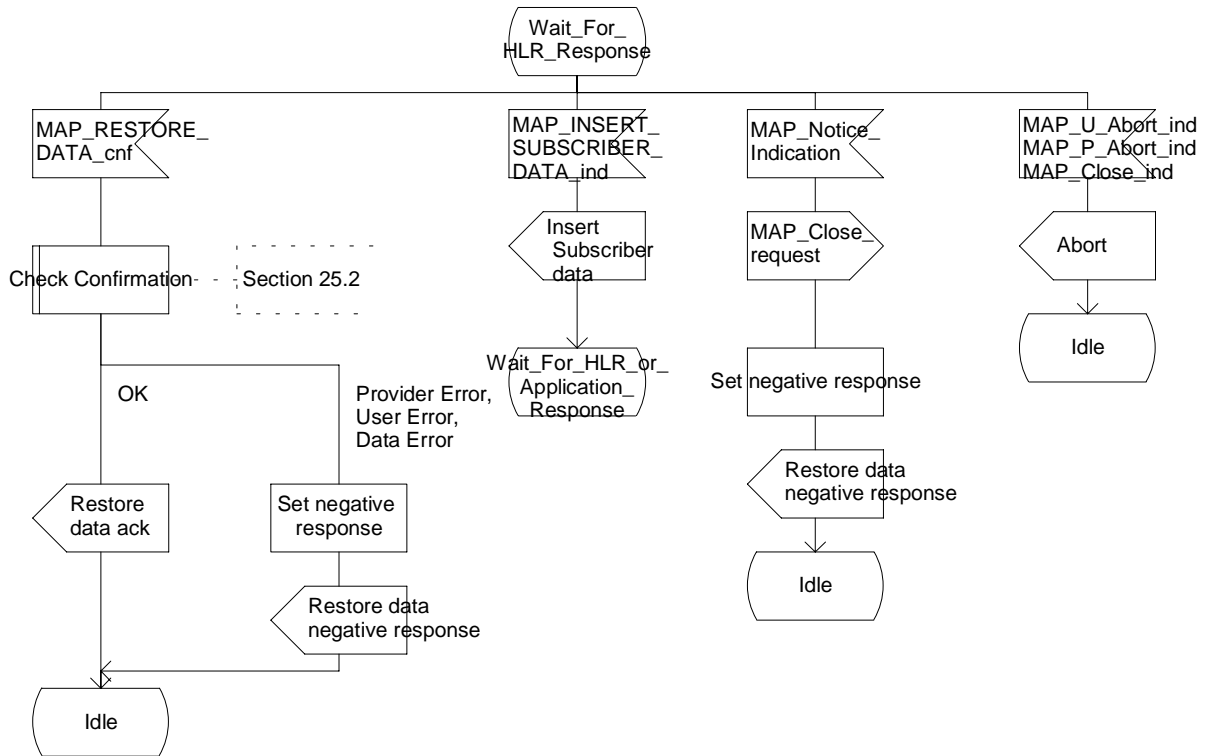 Wait_For_
HLR_Response
MAP_RESTORE_
DATA_cnf
MAP_INSERT_
SUBSCRIBER_
DATA_ind
MAP_Notice_
Indication
MAP_U_Abort_ind
MAP_P_Abort_ind
MAP_Close_ind
Check Confirmation
Section 25.2
Insert
Subscriber
data
MAP_Close_
request
Abort
Idle
OK
Provider Error,
User Error,
Data Error
Wait_For_HLR_or_
Application_
Response
Set negative response
Restore
data ack
Set negative
response
Restore data
negative response
Idle
Restore data
negative response
Idle